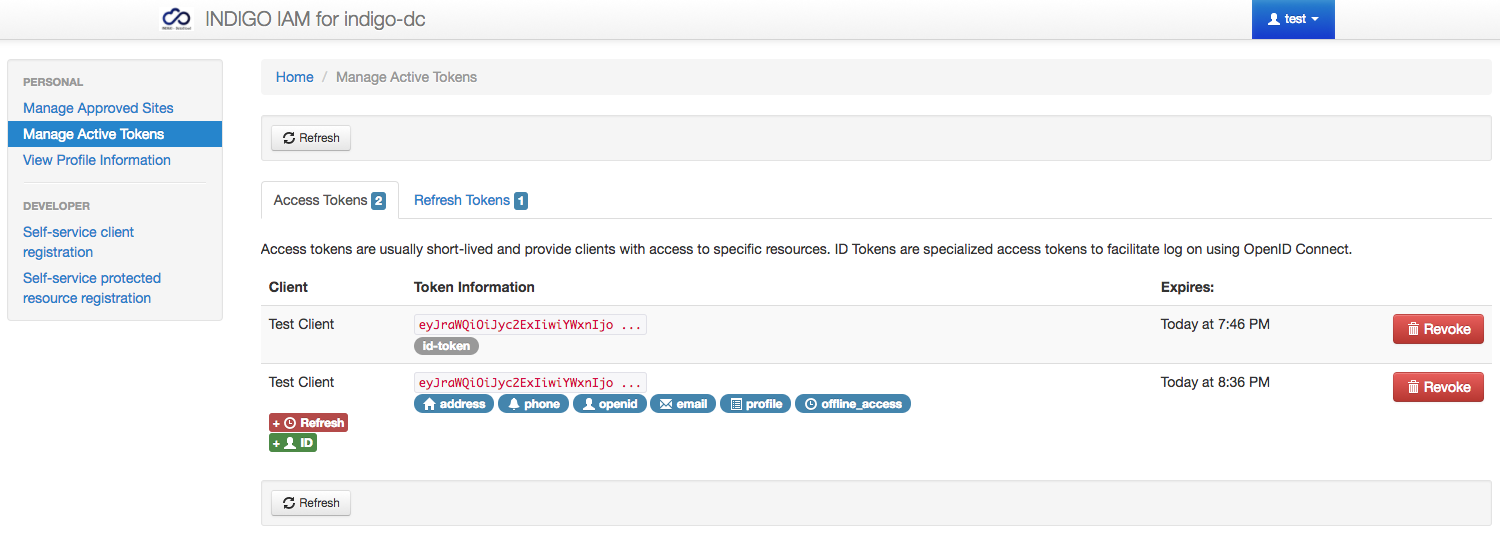 INDIGO IAM for indigo-dc
test
PERSONAL
Manage Approved Sites
Manage Active Tokens
View Profile Information
DEVELOPER
Self-service client
registration
Self-service protected
resource registration
Home / Manage Active Tokens
Refresh
Access Tokens 2 Refresh Tokens 1
Access tokens are usually short-lived and provide clients with access to specific resources. ID Tokens are specialized access tokens to facilitate log on using OpenID Connect.
Client Token Information Expires:
Test Client eyJraWQiOiJycZExIiwiYWxnIjo ... Today at 7:46 PM Revoke
id-token
Test Client eyJraWQiOiJycZExIiwiYWxnIjo ... Today at 8:36 PM Revoke
address phone openid email profile offline_access
+ Refresh
+ ID
Refresh